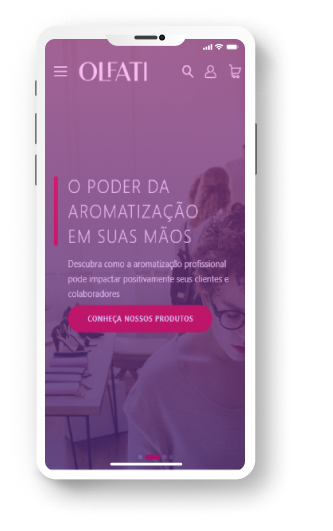 OLFATI
O PODER DA
AROMATIZAÇÃO
EM SUAS MÃOS
Descubra como a aromatização profissional
pode impactar positivamente seus clientes e
colaboradores
CONHEÇA NOSSOS PRODUTOS